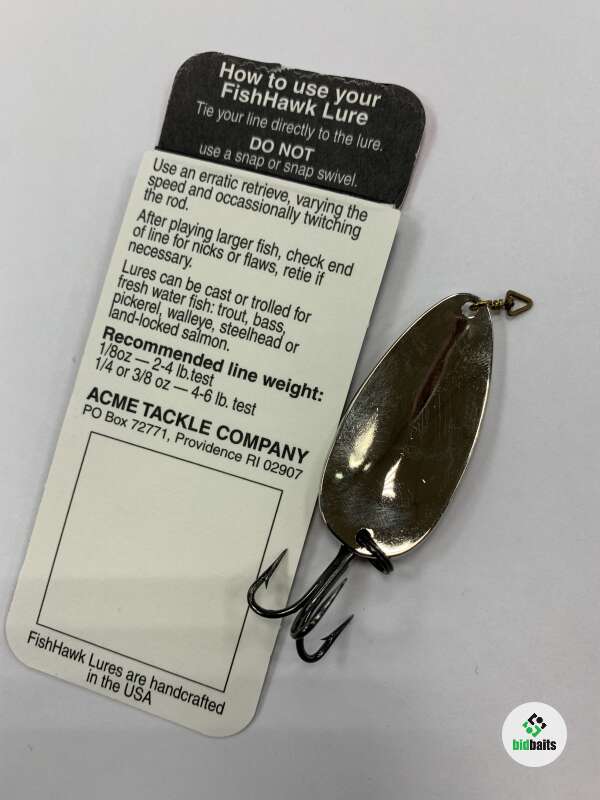 How to use your
FishHawk Lure
Tie your line directly to the lure.
DO NOT
use a snap or snap swivel.
Use an erratic retrieve, varying the
speed and occassionally twitching
the rod.
After playing larger fish, check end
of line for nicks or flaws, retie if
necessary.
Lures can be cast or trolled for
fresh water fish: trout, bass,
pickerel, walleye, steelhead or
land-locked salmon.
Recommended line weight:
1/8oz — 2-4 lb.test
1/4 or 3/8 oz — 4-6 lb. test
ACME TACKLE COMPANY
PO Box 72771, Providence RI 02907
FishHawk Lures are handcrafted
in the USA
bidbaits